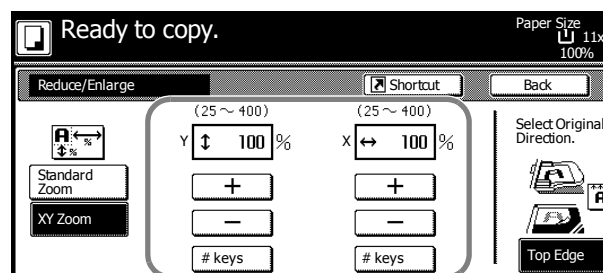 Ready to copy.
Paper Size
11x
100%
Reduce/Enlarge
Shortcut
Back
(25~400)
(25~400)
Y 100 %
X 100 %
Select Original
Direction.
A
%
%
Standard
Zoom
XY Zoom
+
+
−
−
# keys
# keys
Top Edge